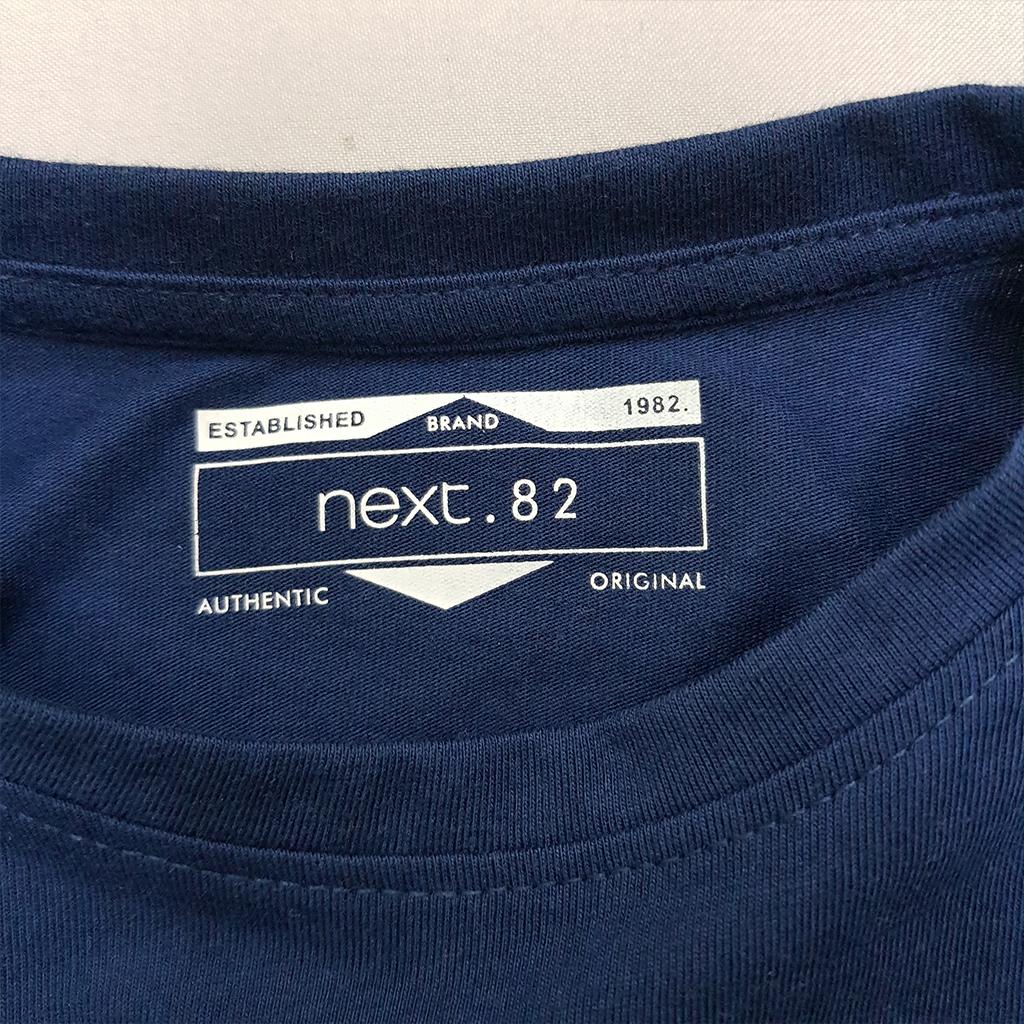 ESTABLISHED BRAND 1982.
next.82
AUTHENTIC ORIGINAL